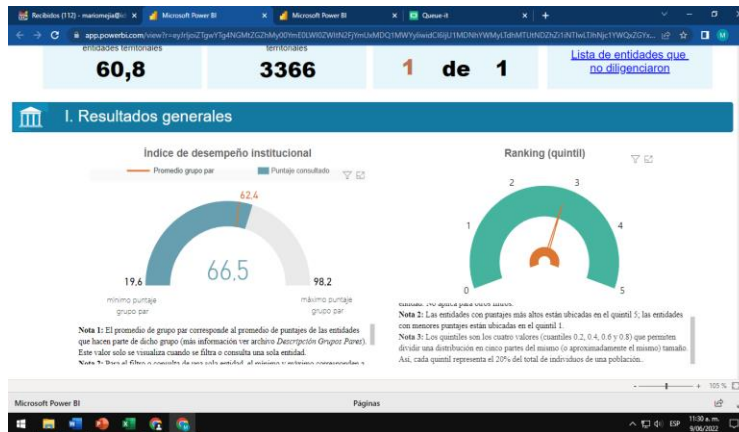 Recibidos (112) - mariomejia@
Microsoft Power BI
Microsoft Power BI
Queue-it
app.powerbi.com
entidades territoriales
60,8
3366
1 de 1
Lista de entidades que
no diligenciaron
I. Resultados generales
Índice de desempeño institucional
Promedio grupo par
Puntaje consultado
62,4
66,5
19,6
98,2
mínimo puntaje
grupo par
máximo puntaje
grupo par
Nota 1: El promedio de grupo par corresponde al promedio de puntajes de las entidades
que hacen parte de dicho grupo (más información ver archivo Descripción Grupos Pares).
Este valor solo se visualiza cuando se filtra o consulta una sola entidad.
Ranking (quintil)
0
1
2
3
4
5
Nota 2: Las entidades con puntajes más altos están ubicadas en el quintil 5; las entidades
con menores puntajes están ubicadas en el quintil 1.
Nota 3: Los quintiles son los cuatro valores (cuantiles 0.2, 0.4, 0.6 y 0.8) que permiten
dividir una distribución en cinco partes del mismo (o aproximadamente el mismo) tamaño.
Así, cada quintil representa el 20% del total de individuos de una población.
105 %
Microsoft Power BI
Páginas
ESP
11:30 a. m.
9/06/2022